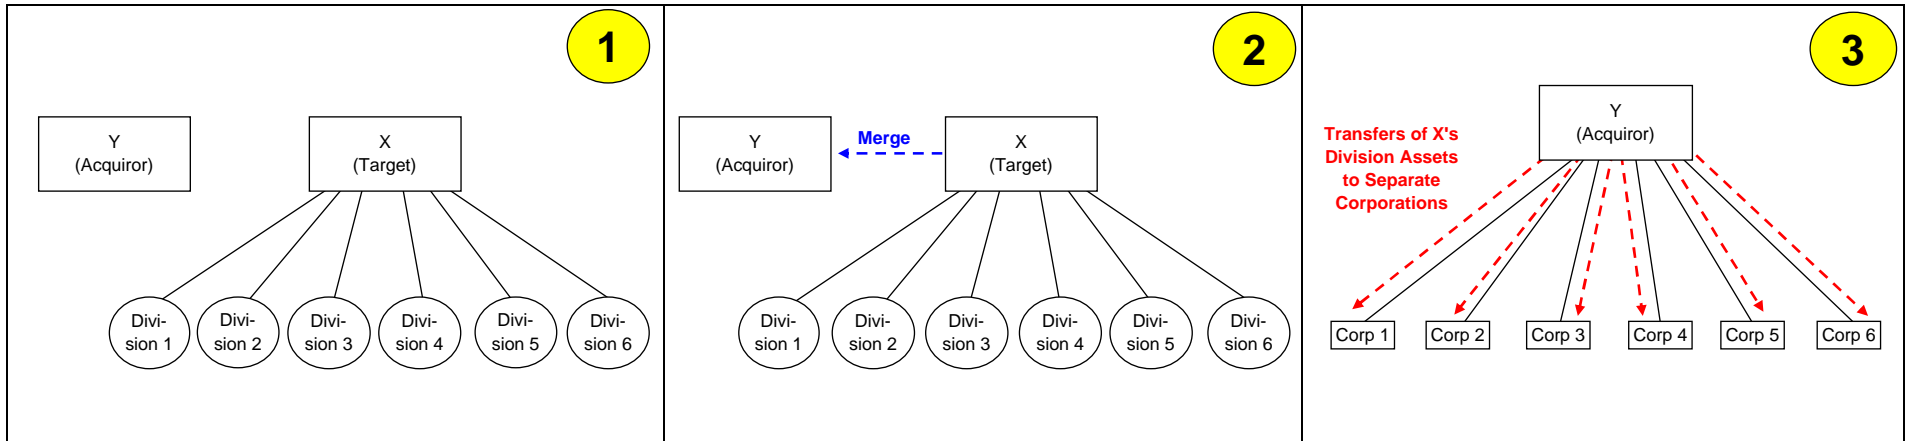 1
Y
(Acquiror)
X
(Target)
Divi-
sion 1
Divi-
sion 2
Divi-
sion 3
Divi-
sion 4
Divi-
sion 5
Divi-
sion 6
2
Y
(Acquiror)
Merge
X
(Target)
Divi-
sion 1
Divi-
sion 2
Divi-
sion 3
Divi-
sion 4
Divi-
sion 5
Divi-
sion 6
3
Y
(Acquiror)
Transfers of X's
Division Assets
to Separate
Corporations
Corp 1
Corp 2
Corp 3
Corp 4
Corp 5
Corp 6